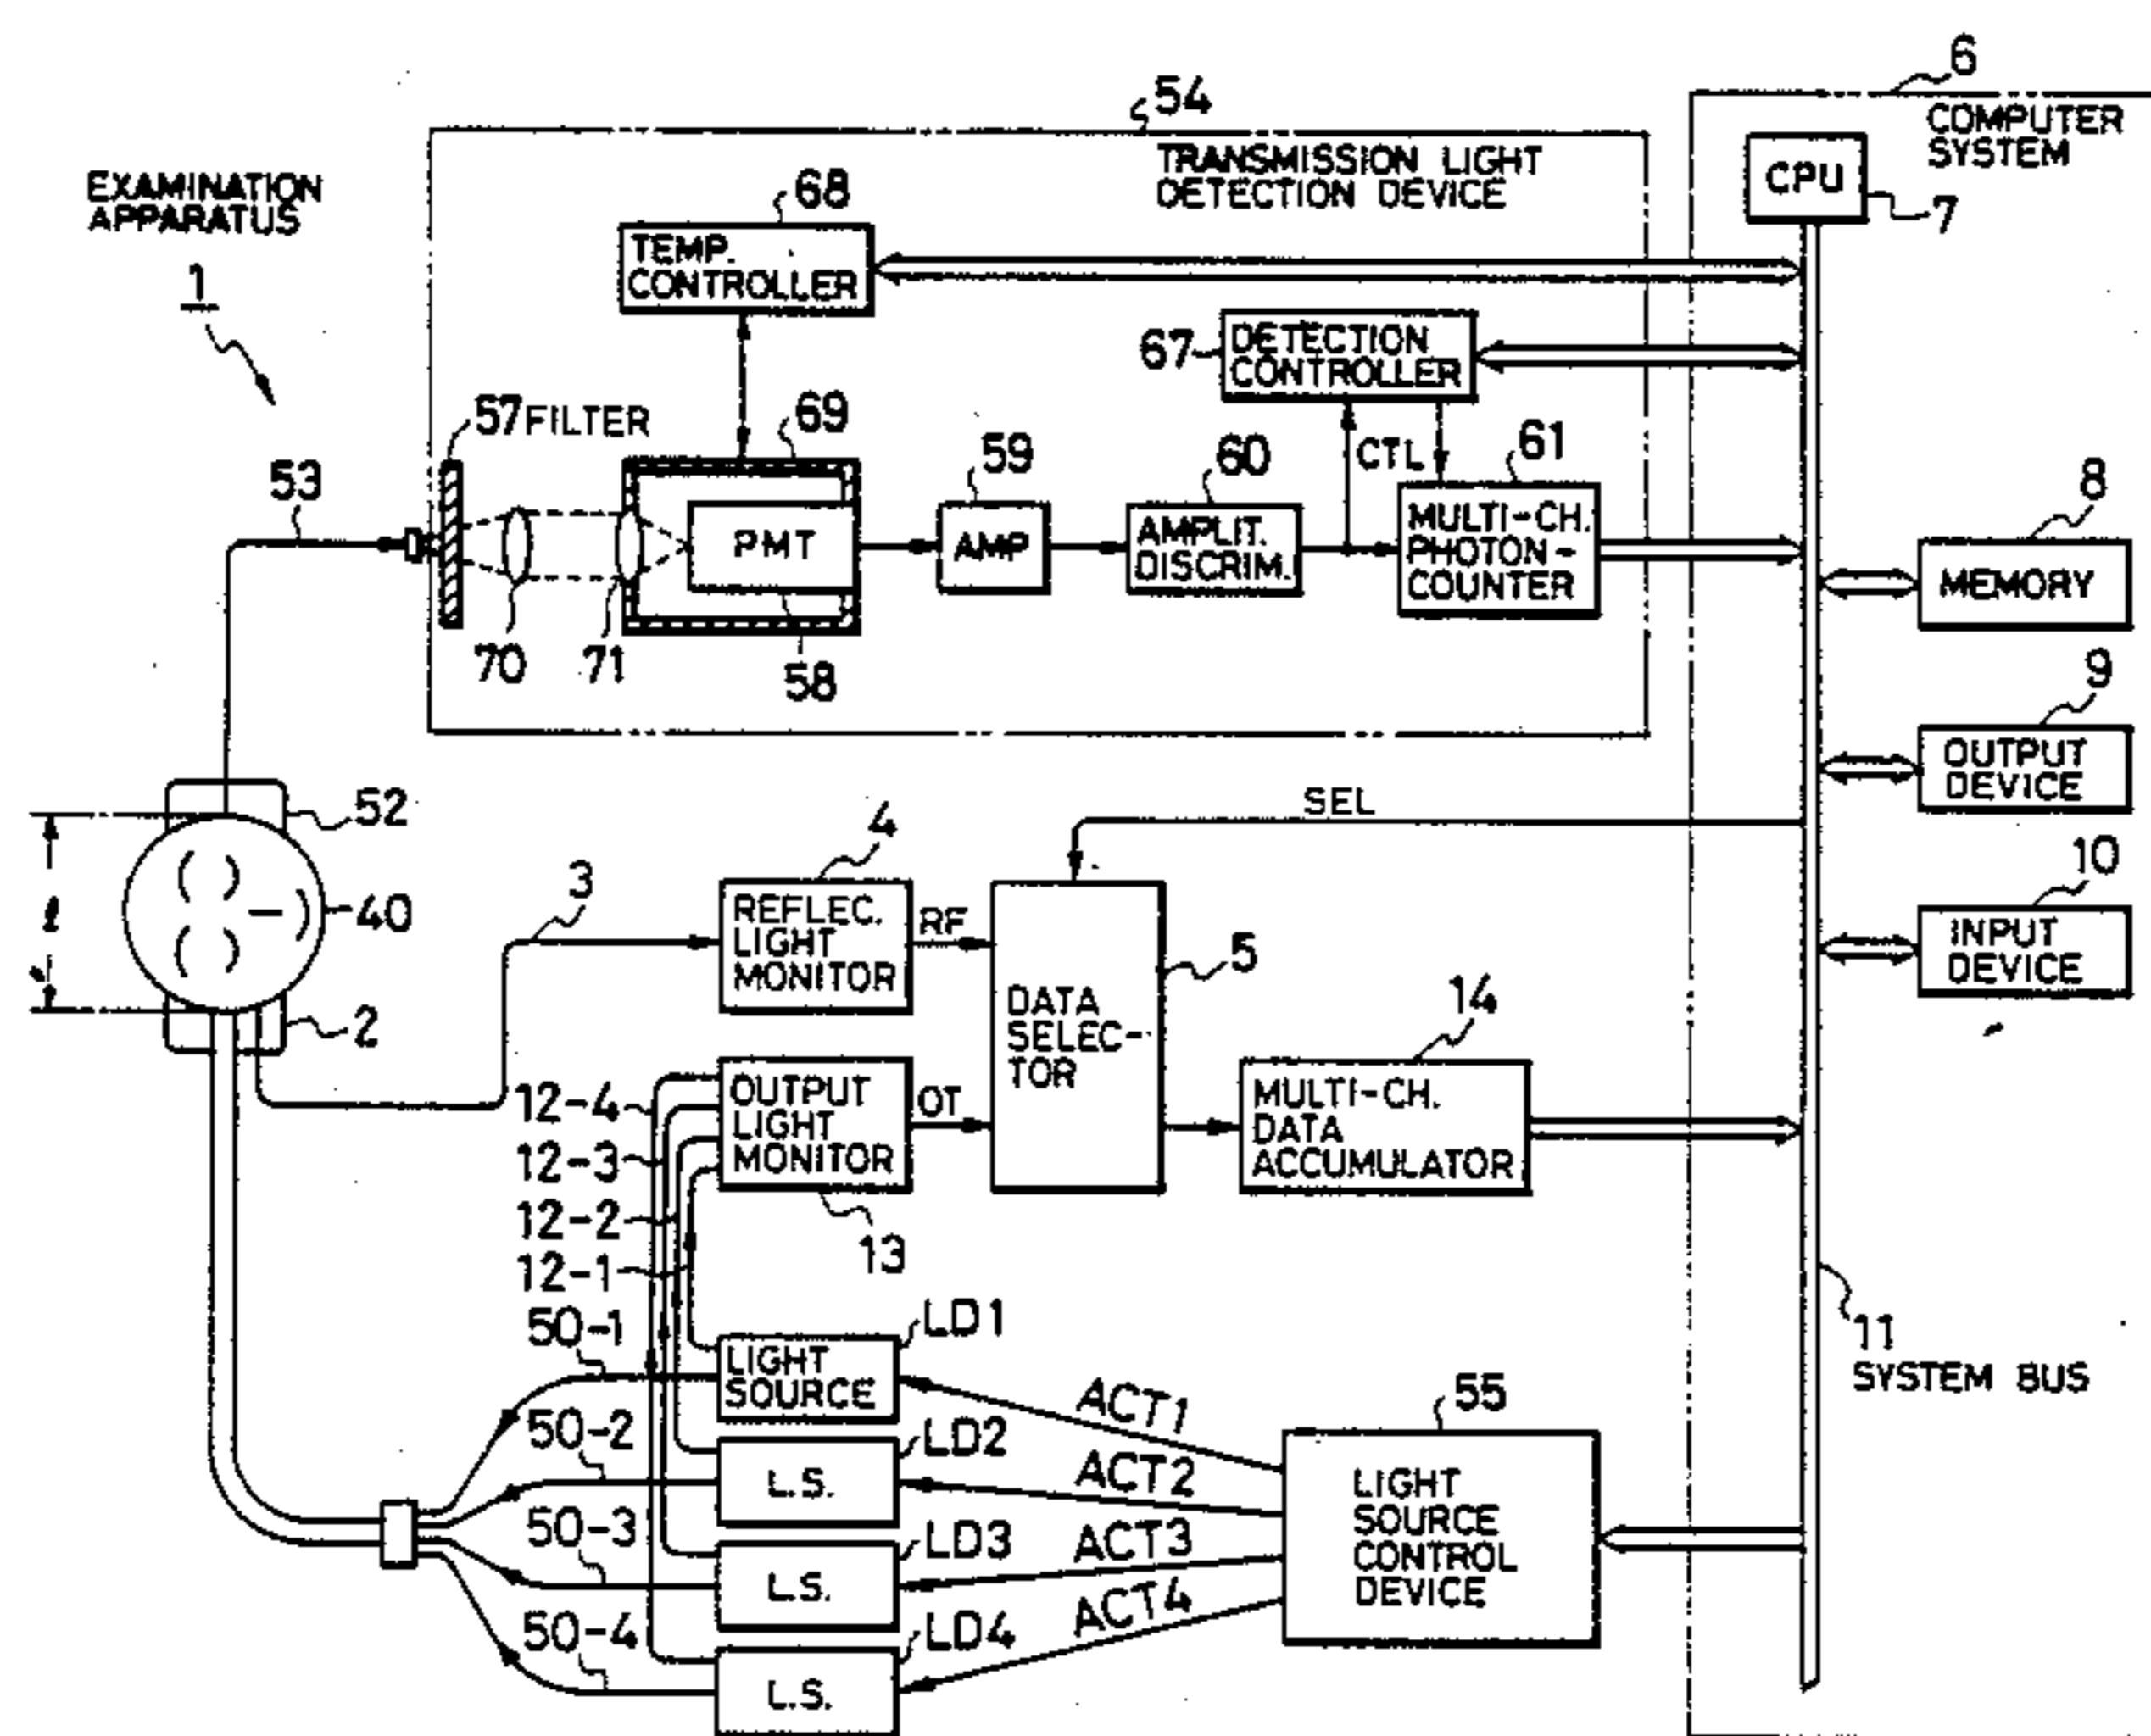 6
COMPUTER
SYSTEM
CPU
7
54
TRANSMISSION LIGHT
DETECTION DEVICE
EXAMINATION
APPARATUS
1
68
TEMP.
CONTROLLER
67
DETECTION
CONTROLLER
57 FILTER
69
59
60
CTL
61
53
PMT
AMP
AMPLIT.
DISCRIM.
MULTI-CH.
PHOTON-
COUNTER
70
71
58
8
MEMORY
9
OUTPUT
DEVICE
10
INPUT
DEVICE
52
l
40
2
SEL
3
4
REFLEC.
LIGHT
MONITOR
RF
5
DATA
SELEC-
TOR
14
MULTI-CH.
DATA
ACCUMULATOR
12-4
12-3
12-2
12-1
OUTPUT
LIGHT
MONITOR
OT
13
11
SYSTEM BUS
50-1
LIGHT
SOURCE
LD1
ACT1
50-2
L.S.
LD2
ACT2
50-3
L.S.
LD3
ACT3
50-4
L.S.
LD4
ACT4
55
LIGHT
SOURCE
CONTROL
DEVICE